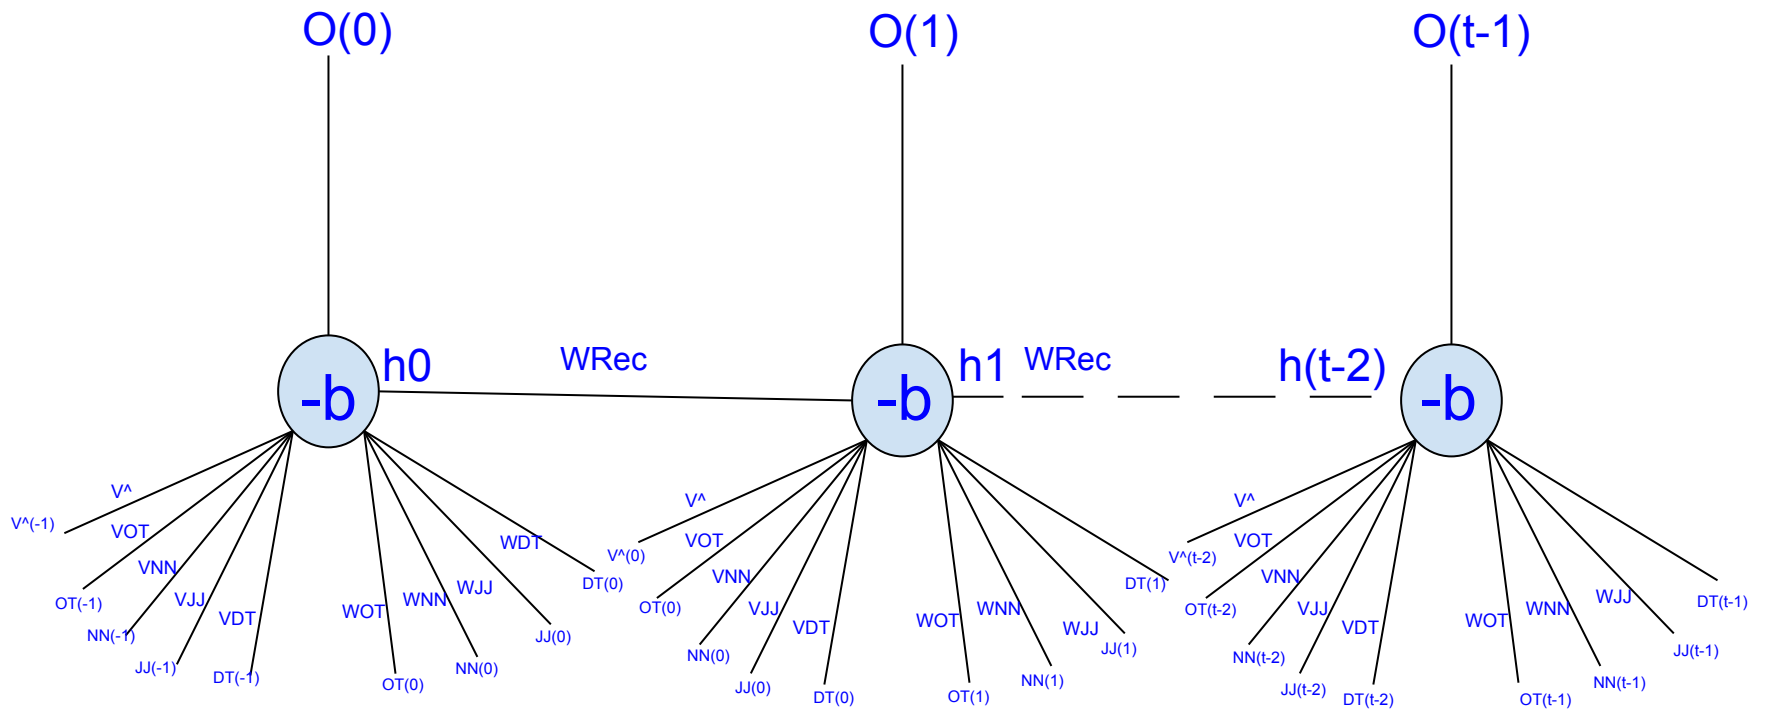 O(0)
O(1)
O(t-1)
h0
WRec
h1
WRec
h(t-2)
-b
-b
-b
V^
V^(-1)
VOT
OT(-1)
VNN
NN(-1)
VJJ
JJ(-1)
VDT
DT(-1)
WOT
OT(0)
WNN
NN(0)
WJJ
JJ(0)
WDT
DT(0)
V^
V^(0)
VOT
OT(0)
VNN
NN(0)
VJJ
JJ(0)
VDT
DT(0)
WOT
OT(1)
WNN
NN(1)
WJJ
JJ(1)
DT(1)
V^
V^(t-2)
VOT
OT(t-2)
VNN
NN(t-2)
VJJ
JJ(t-2)
VDT
DT(t-2)
WOT
OT(t-1)
WNN
NN(t-1)
WJJ
JJ(t-1)
DT(t-1)